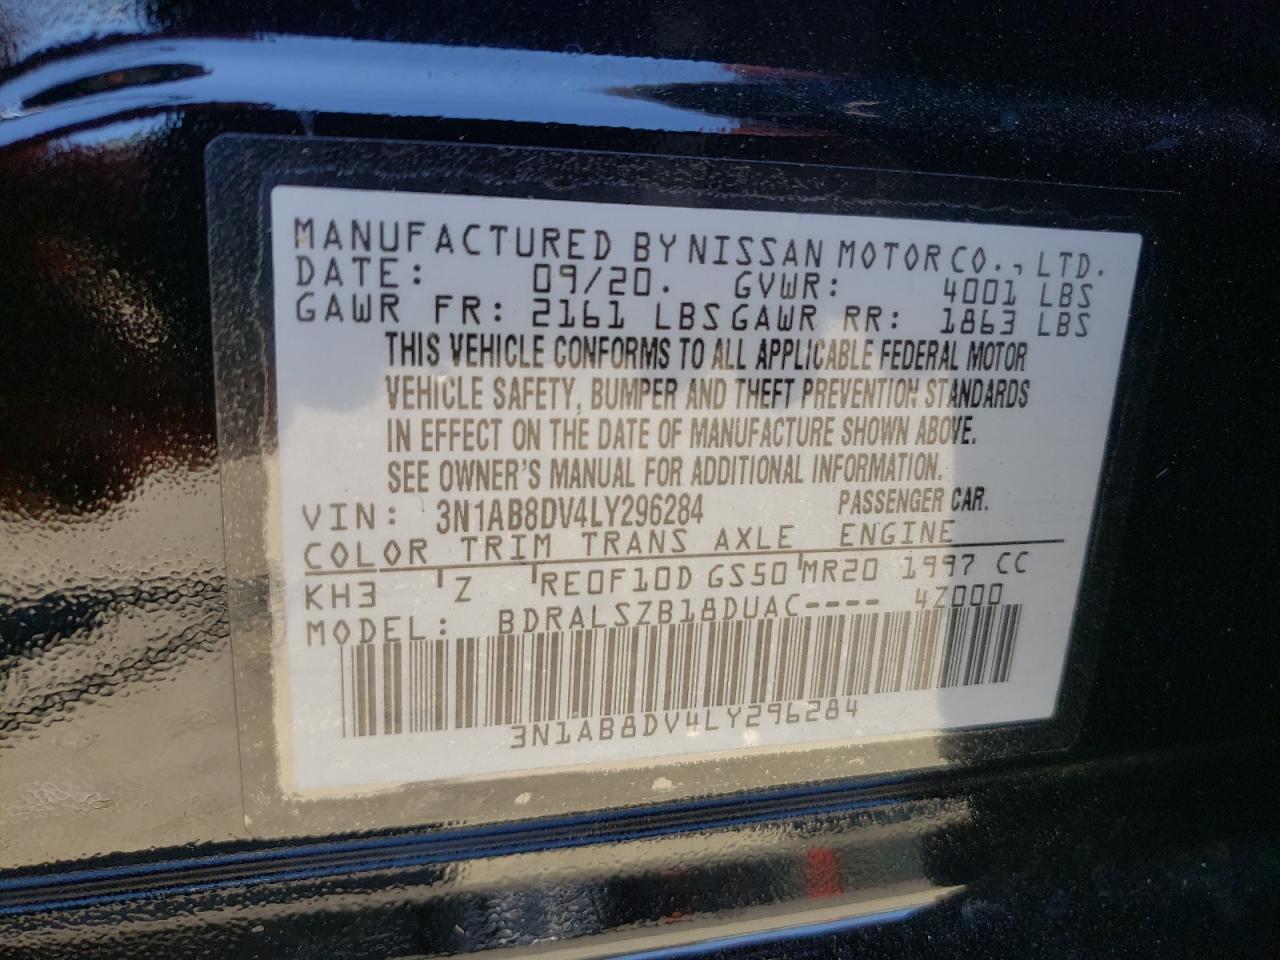 MANUFACTURED BY NISSAN MOTOR CO., LTD.
DATE: 09/20. GVWR: 4001 LBS
GAWR FR: 2161 LBS GAWR RR: 1863 LBS
THIS VEHICLE CONFORMS TO ALL APPLICABLE FEDERAL MOTOR
VEHICLE SAFETY, BUMPER AND THEFT PREVENTION STANDARDS
IN EFFECT ON THE DATE OF MANUFACTURE SHOWN ABOVE.
SEE OWNER'S MANUAL FOR ADDITIONAL INFORMATION.
VIN: 3N1AB8DV4LY296284 PASSENGER CAR.
COLOR TRIM TRANS AXLE ENGINE
KH3 Z RE0F10D GS50 MR20 1997 CC
MODEL: BDRALSZB18DUAC---- 4Z000
3N1AB8DV4LY296284